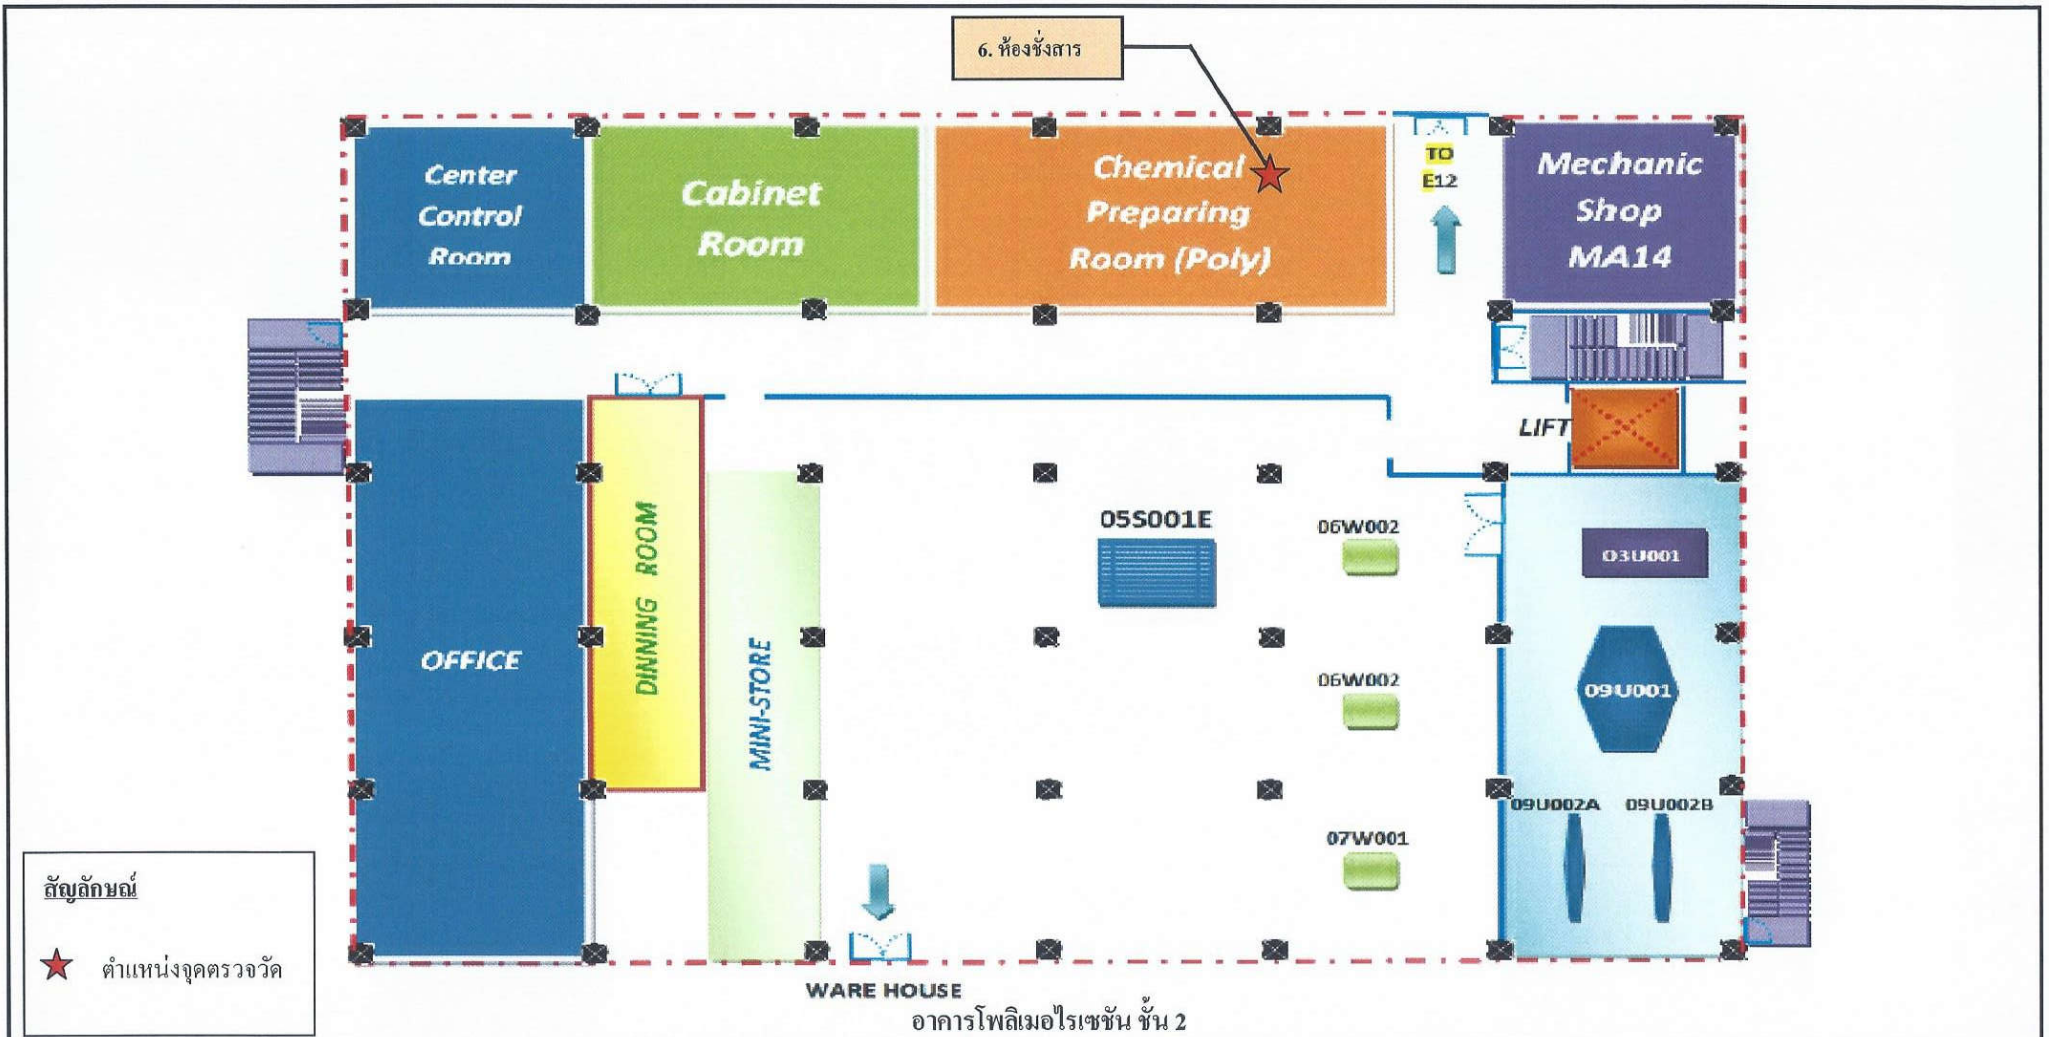 6. ห้องชั่งสาร
Center
Control
Room
Cabinet
Room
Chemical
Preparing
Room (Poly)
TO
E12
Mechanic
Shop
MA14
LIFT
OFFICE
DINNING ROOM
MINI-STORE
05S001E
06W002
06W002
07W001
03U001
09U001
09U002A
09U002B
สัญลักษณ์
ตำแหน่งจุดตรวจวัด
WARE HOUSE
อาคารโพลิเมอไรเซชัน ชั้น 2